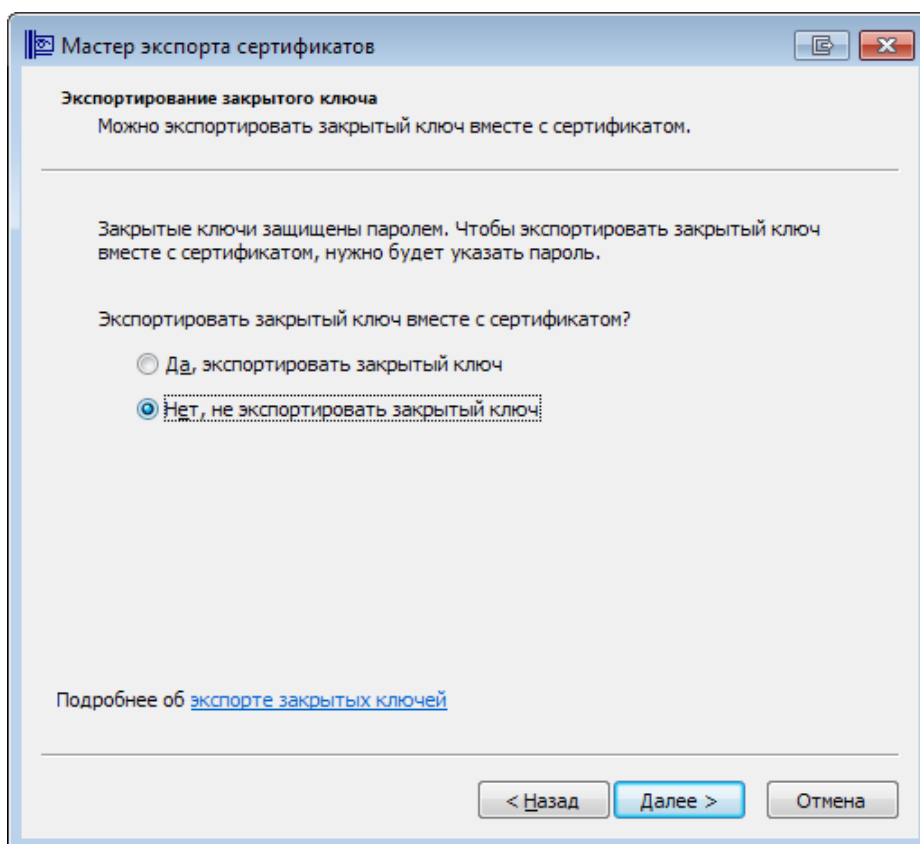 Мастер экспорта сертификатов
Экспортирование закрытого ключа
Можно экспортировать закрытый ключ вместе с сертификатом.
Закрытые ключи защищены паролем. Чтобы экспортировать закрытый ключ
вместе с сертификатом, нужно будет указать пароль.
Экспортировать закрытый ключ вместе с сертификатом?
Да, экспортировать закрытый ключ
Нет, не экспортировать закрытый ключ
Подробнее об экспорте закрытых ключей
< Назад Далее > Отмена